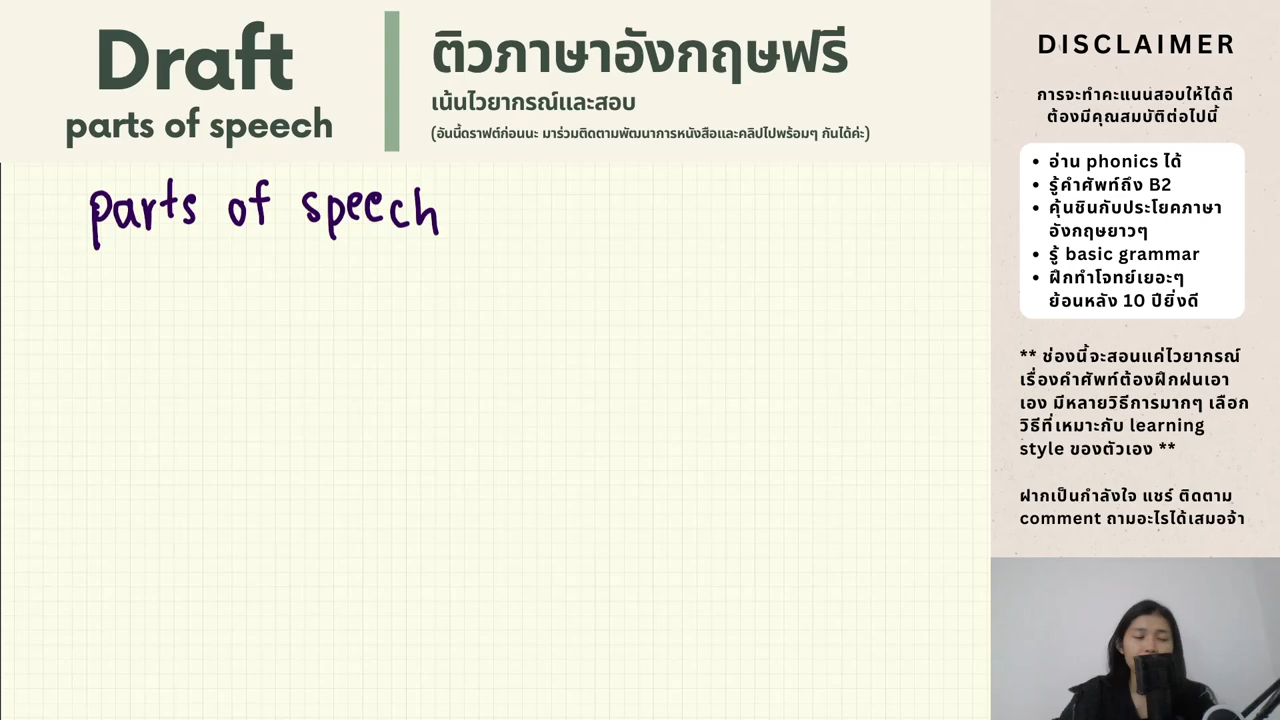 Draft
parts of speech
ติวภาษาอังกฤษฟรี
เน้นไวยากรณ์และสอบ
(อันนี้ดราฟต์ก่อนนะ มาร่วมติดตามพัฒนาการหนังสือและคลิปไปพร้อมๆ กันได้ค่ะ)
parts of speech
DISCLAIMER
การจะทำคะแนนสอบให้ได้ดี
ต้องมีคุณสมบัติต่อไปนี้
• อ่าน phonics ได้
• รู้คำศัพท์ถึง B2
• คุ้นชินกับประโยคภาษา
อังกฤษยาวๆ
• รู้ basic grammar
• ฝึกทำโจทย์เยอะๆ
ย้อนหลัง 10 ปียิ่งดี
** ช่องนี้จะสอนแค่ไวยากรณ์
เรื่องคำศัพท์ต้องฝึกฝนเอา
เอง มีหลายวิธีการมากๆ เลือก
วิธีที่เหมาะกับ learning
style ของตัวเอง **
ฝากเป็นกำลังใจ แชร์ ติดตาม
comment ถามอะไรได้เสมอจ้า